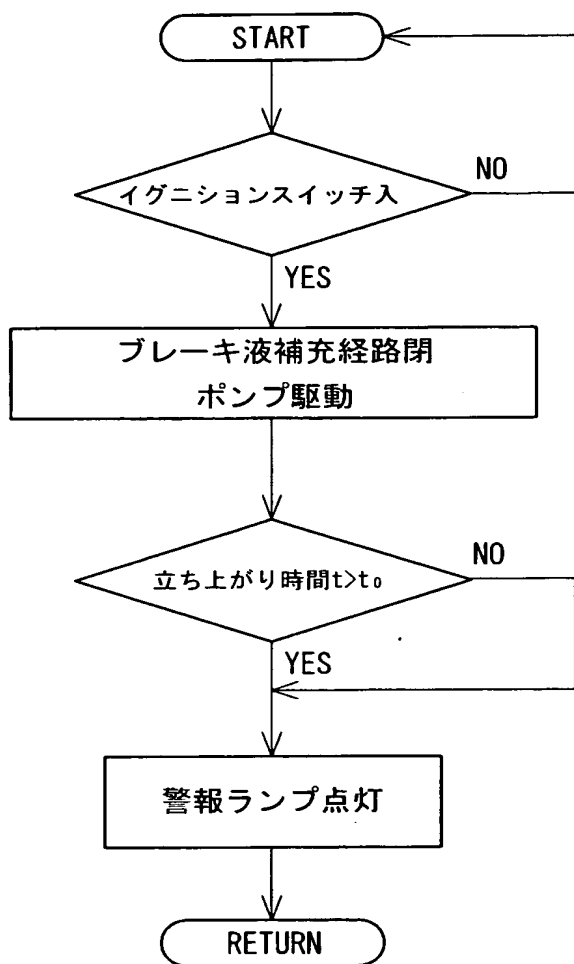 START
イグニションスイッチ入
NO
YES
ブレーキ液補充経路閉
ポンプ駆動
立ち上がり時間t>t₀
NO
YES
警報ランプ点灯
RETURN